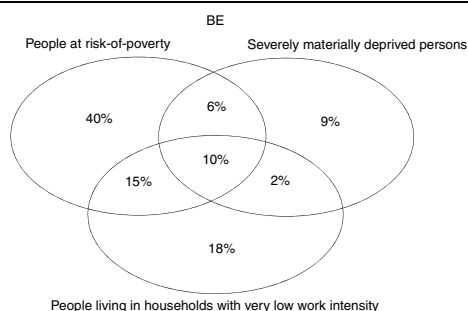 BE
People at risk-of-poverty
Severely materially deprived persons
6%
40%
9%
10%
15%
2%
18%
People living in households with very low work intensity